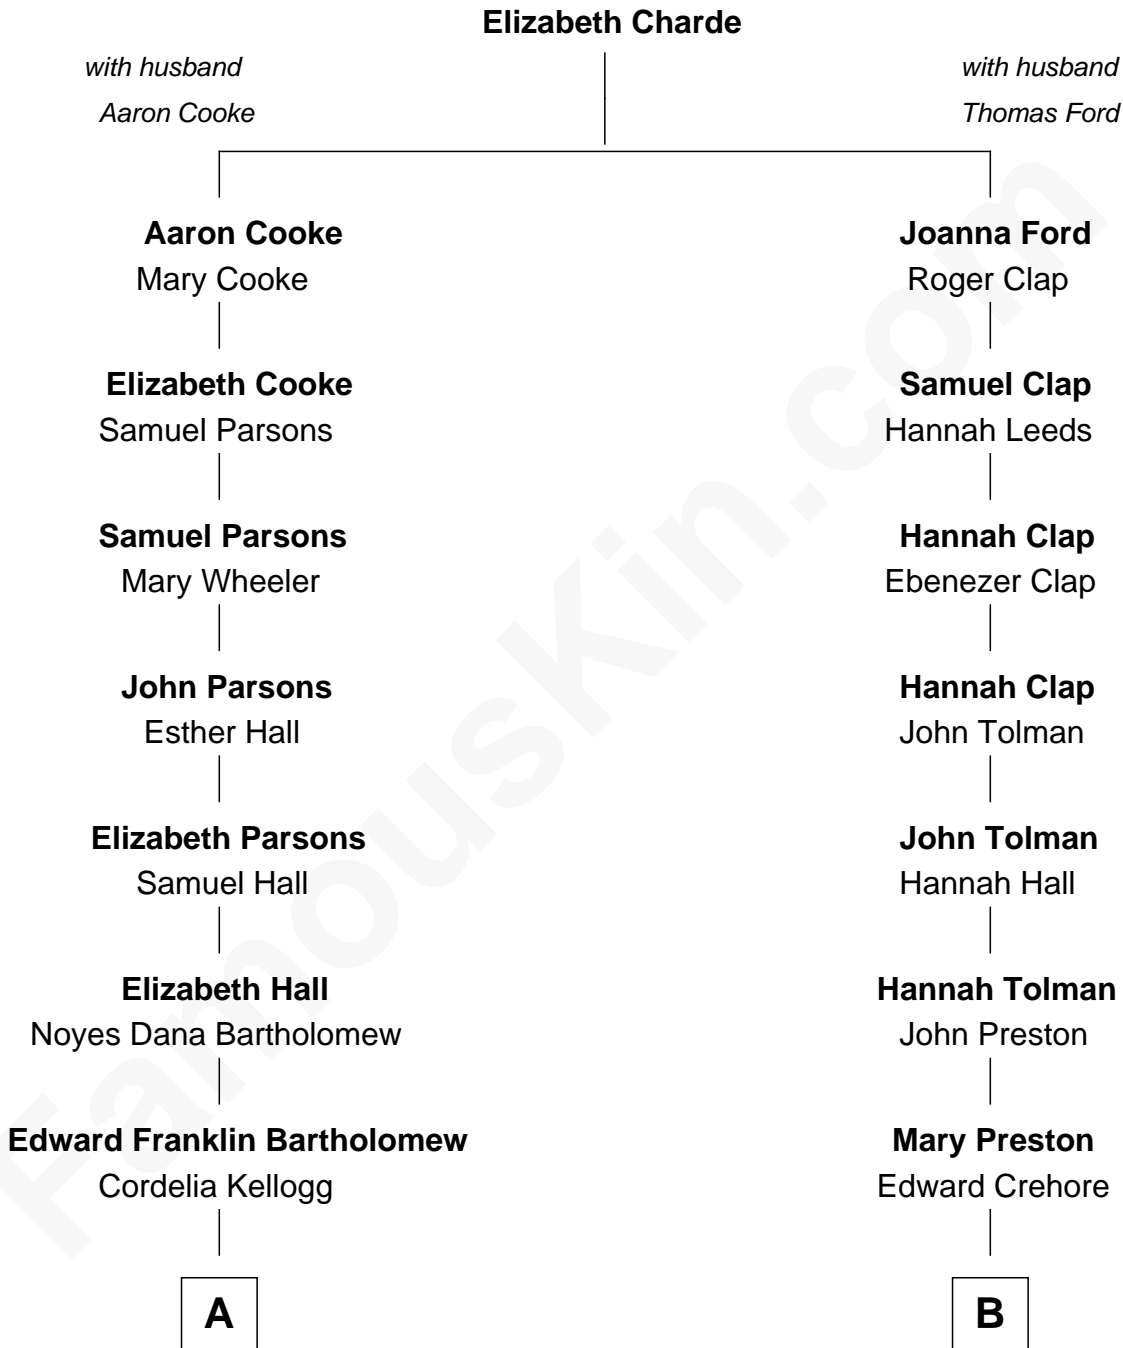 Elizabeth Charde
with husband
Aaron Cooke
with husband
Thomas Ford
Aaron Cooke
Mary Cooke
Joanna Ford
Roger Clap
Elizabeth Cooke
Samuel Parsons
Samuel Clap
Hannah Leeds
Samuel Parsons
Mary Wheeler
Hannah Clap
Ebenezer Clap
John Parsons
Esther Hall
Hannah Clap
John Tolman
Elizabeth Parsons
Samuel Hall
John Tolman
Hannah Hall
Elizabeth Hall
Noyes Dana Bartholomew
Hannah Tolman
John Preston
Edward Franklin Bartholomew
Cordelia Kellogg
Mary Preston
Edward Crehore
A
B
FamousKin.com